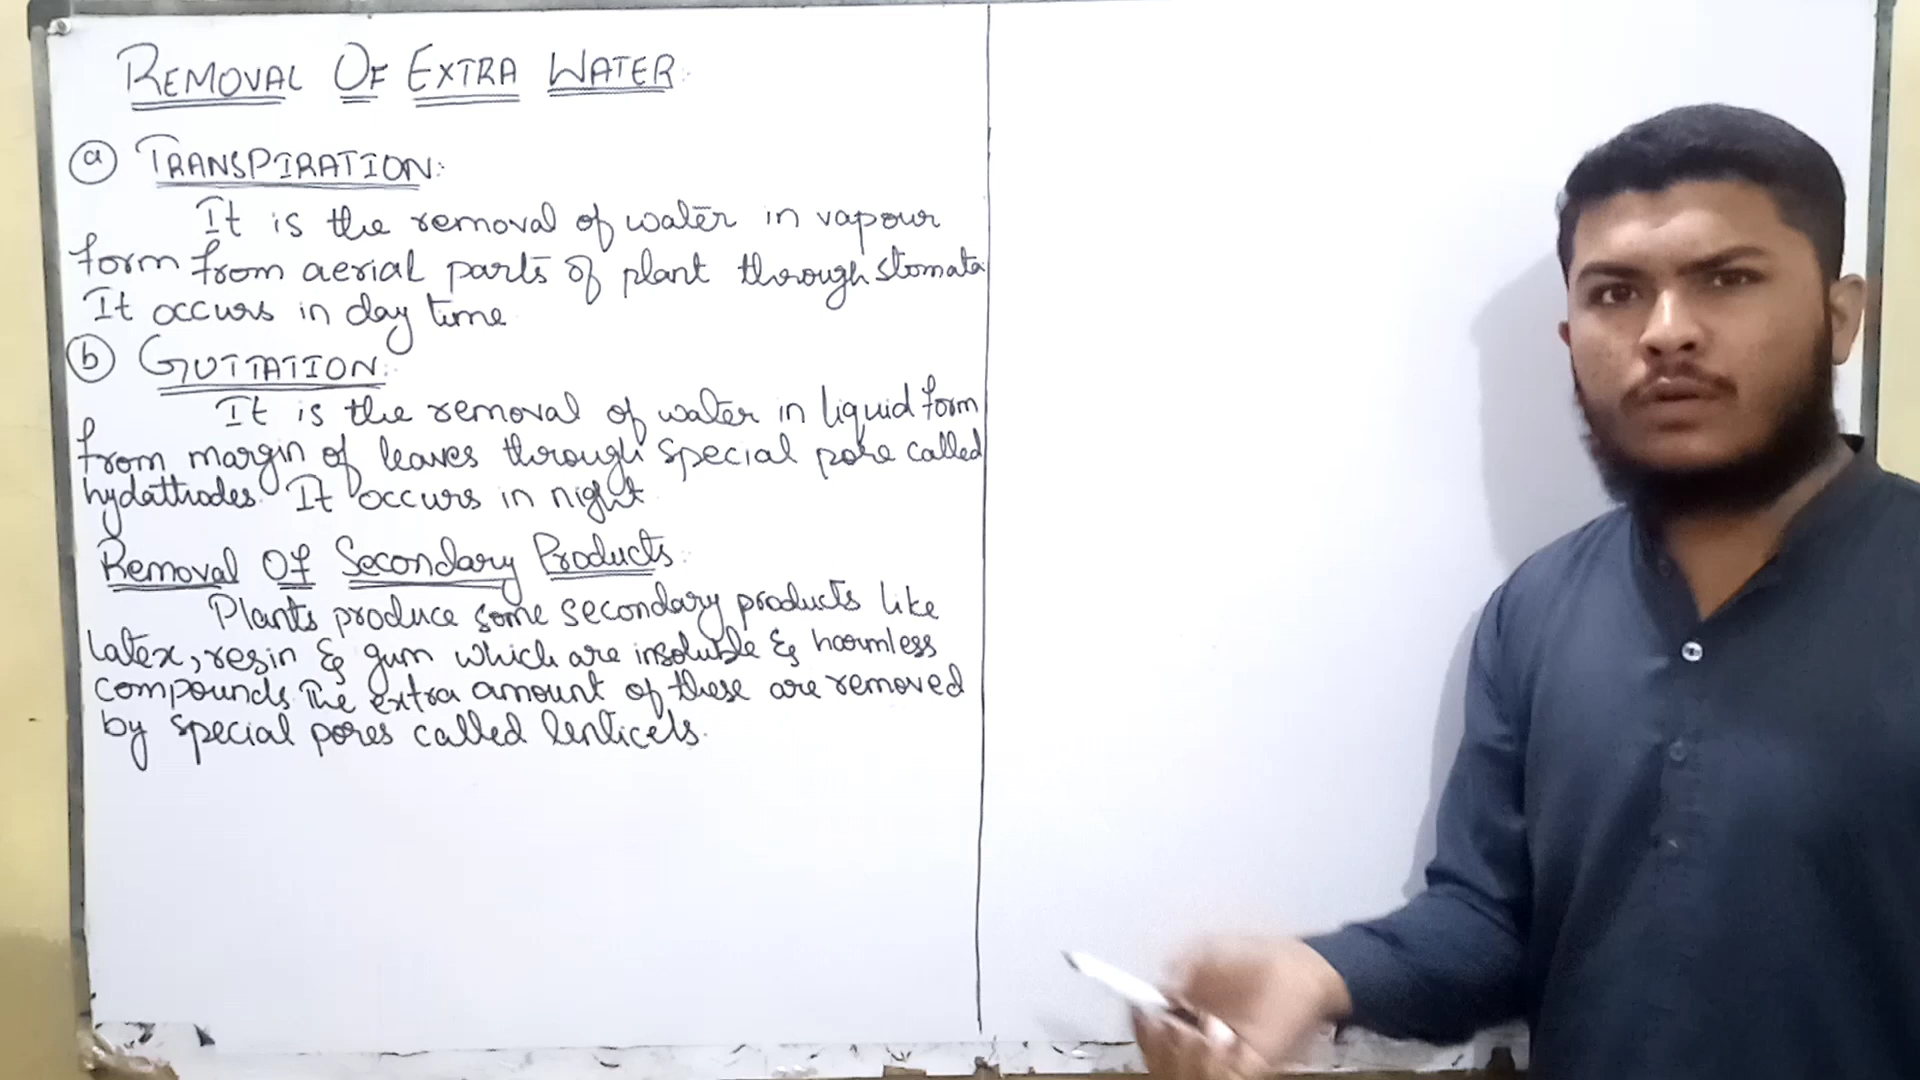 REMOVAL OF EXTRA WATER:
(a) TRANSPIRATION:
It is the removal of water in vapour
form from aerial parts of plant through stomata
It occurs in day time
(b) GUTTATION:
It is the removal of water in liquid form
from margin of leaves through special pore called
hydathodes. It occurs in night
Removal Of Secondary Products:
Plants produce some secondary products like
latex, resin & gum which are insoluble & harmless
compounds. The extra amount of these are removed
by special pores called lenticels.